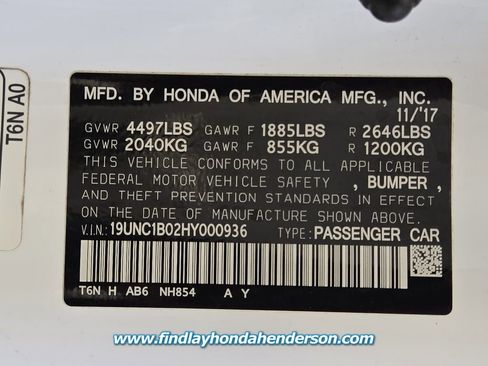 T6N A0
MFD. BY HONDA OF AMERICA MFG., INC.
11/'17
GVWR 4497LBS GAWR F 1885LBS R 2646LBS
GVWR 2040KG GAWR F 855KG R 1200KG
THIS VEHICLE CONFORMS TO ALL APPLICABLE
FEDERAL MOTOR VEHICLE SAFETY , BUMPER ,
AND THEFT PREVENTION STANDARDS IN EFFECT
ON THE DATE OF MANUFACTURE SHOWN ABOVE.
V.I.N.: 19UNC1B02HY000936 TYPE: PASSENGER CAR
T6N H AB6 NH854 A Y
www.findlayhondahenderson.com